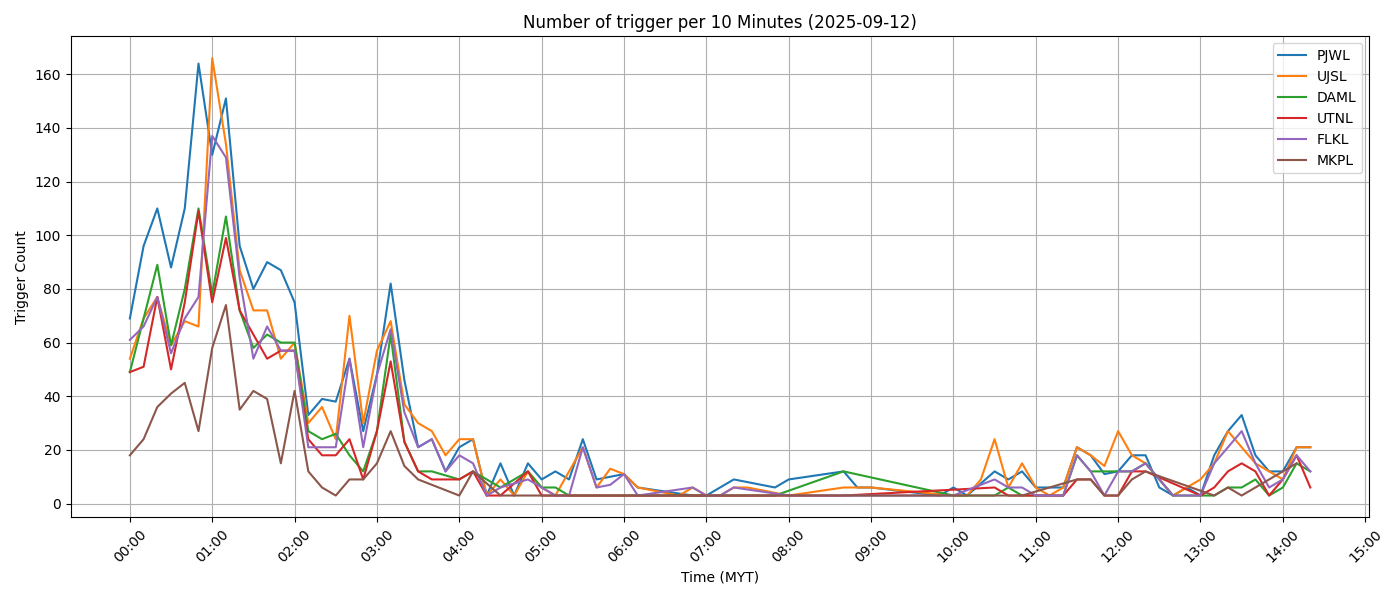 Number of trigger per 10 Minutes (2025-09-12)
Trigger Count
160
140
120
100
80
60
40
20
0
PJWL
UJSL
DAML
UTNL
FLKL
MKPL
00:00
01:00
02:00
03:00
04:00
05:00
06:00
07:00
08:00
09:00
10:00
11:00
12:00
13:00
14:00
15:00
Time (MYT)